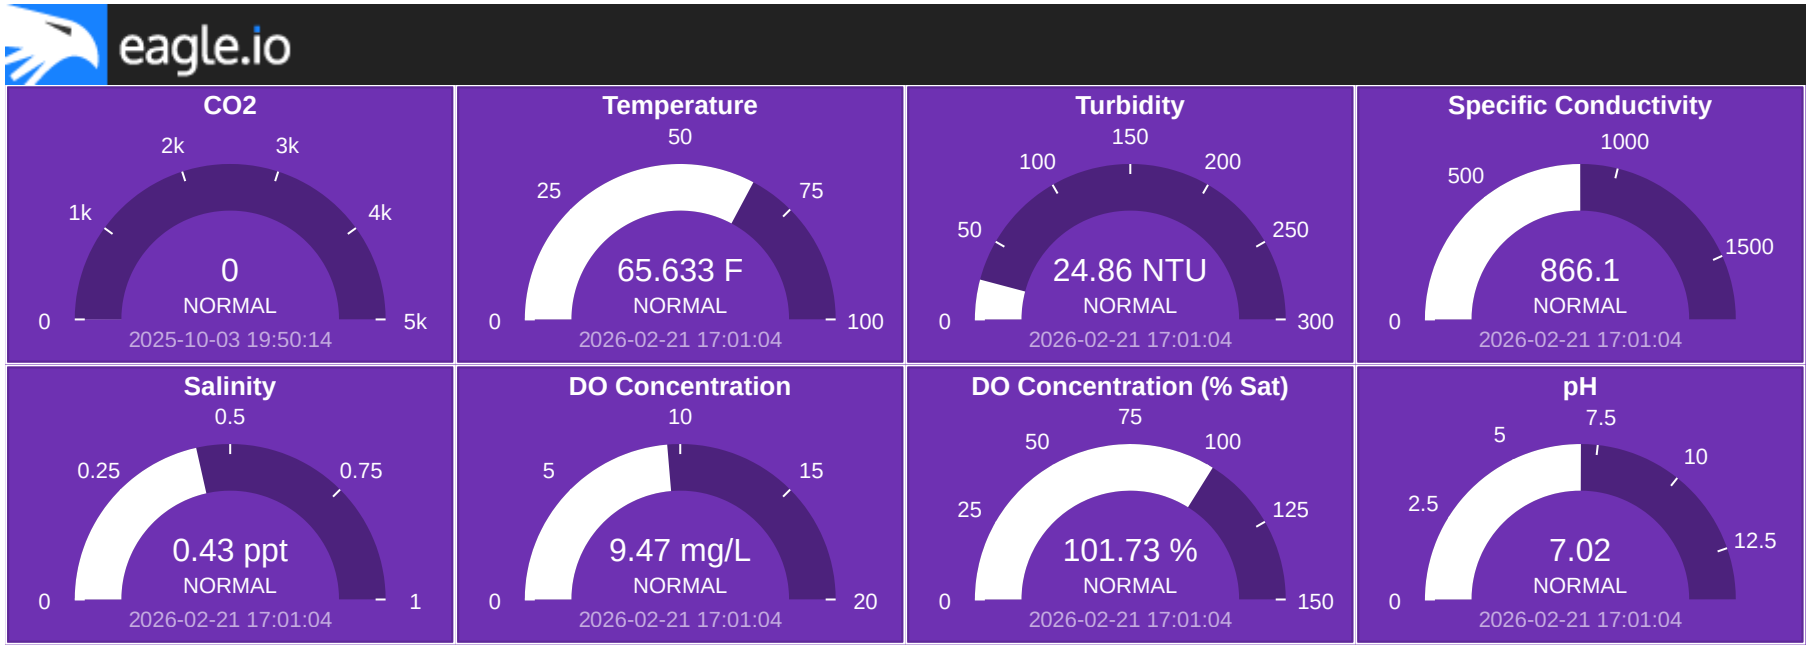 eagle.io
CO2
0
1k
2k
3k
4k
5k
0
NORMAL
2025-10-03 19:50:14
Temperature
0
25
50
75
100
65.633 F
NORMAL
2026-02-21 17:01:04
Turbidity
0
50
100
150
200
250
300
24.86 NTU
NORMAL
2026-02-21 17:01:04
Specific Conductivity
0
500
1000
1500
866.1
NORMAL
2026-02-21 17:01:04
Salinity
0
0.25
0.5
0.75
1
0.43 ppt
NORMAL
2026-02-21 17:01:04
DO Concentration
0
5
10
15
20
9.47 mg/L
NORMAL
2026-02-21 17:01:04
DO Concentration (% Sat)
0
25
50
75
100
125
150
101.73 %
NORMAL
2026-02-21 17:01:04
pH
0
2.5
5
7.5
10
12.5
7.02
NORMAL
2026-02-21 17:01:04